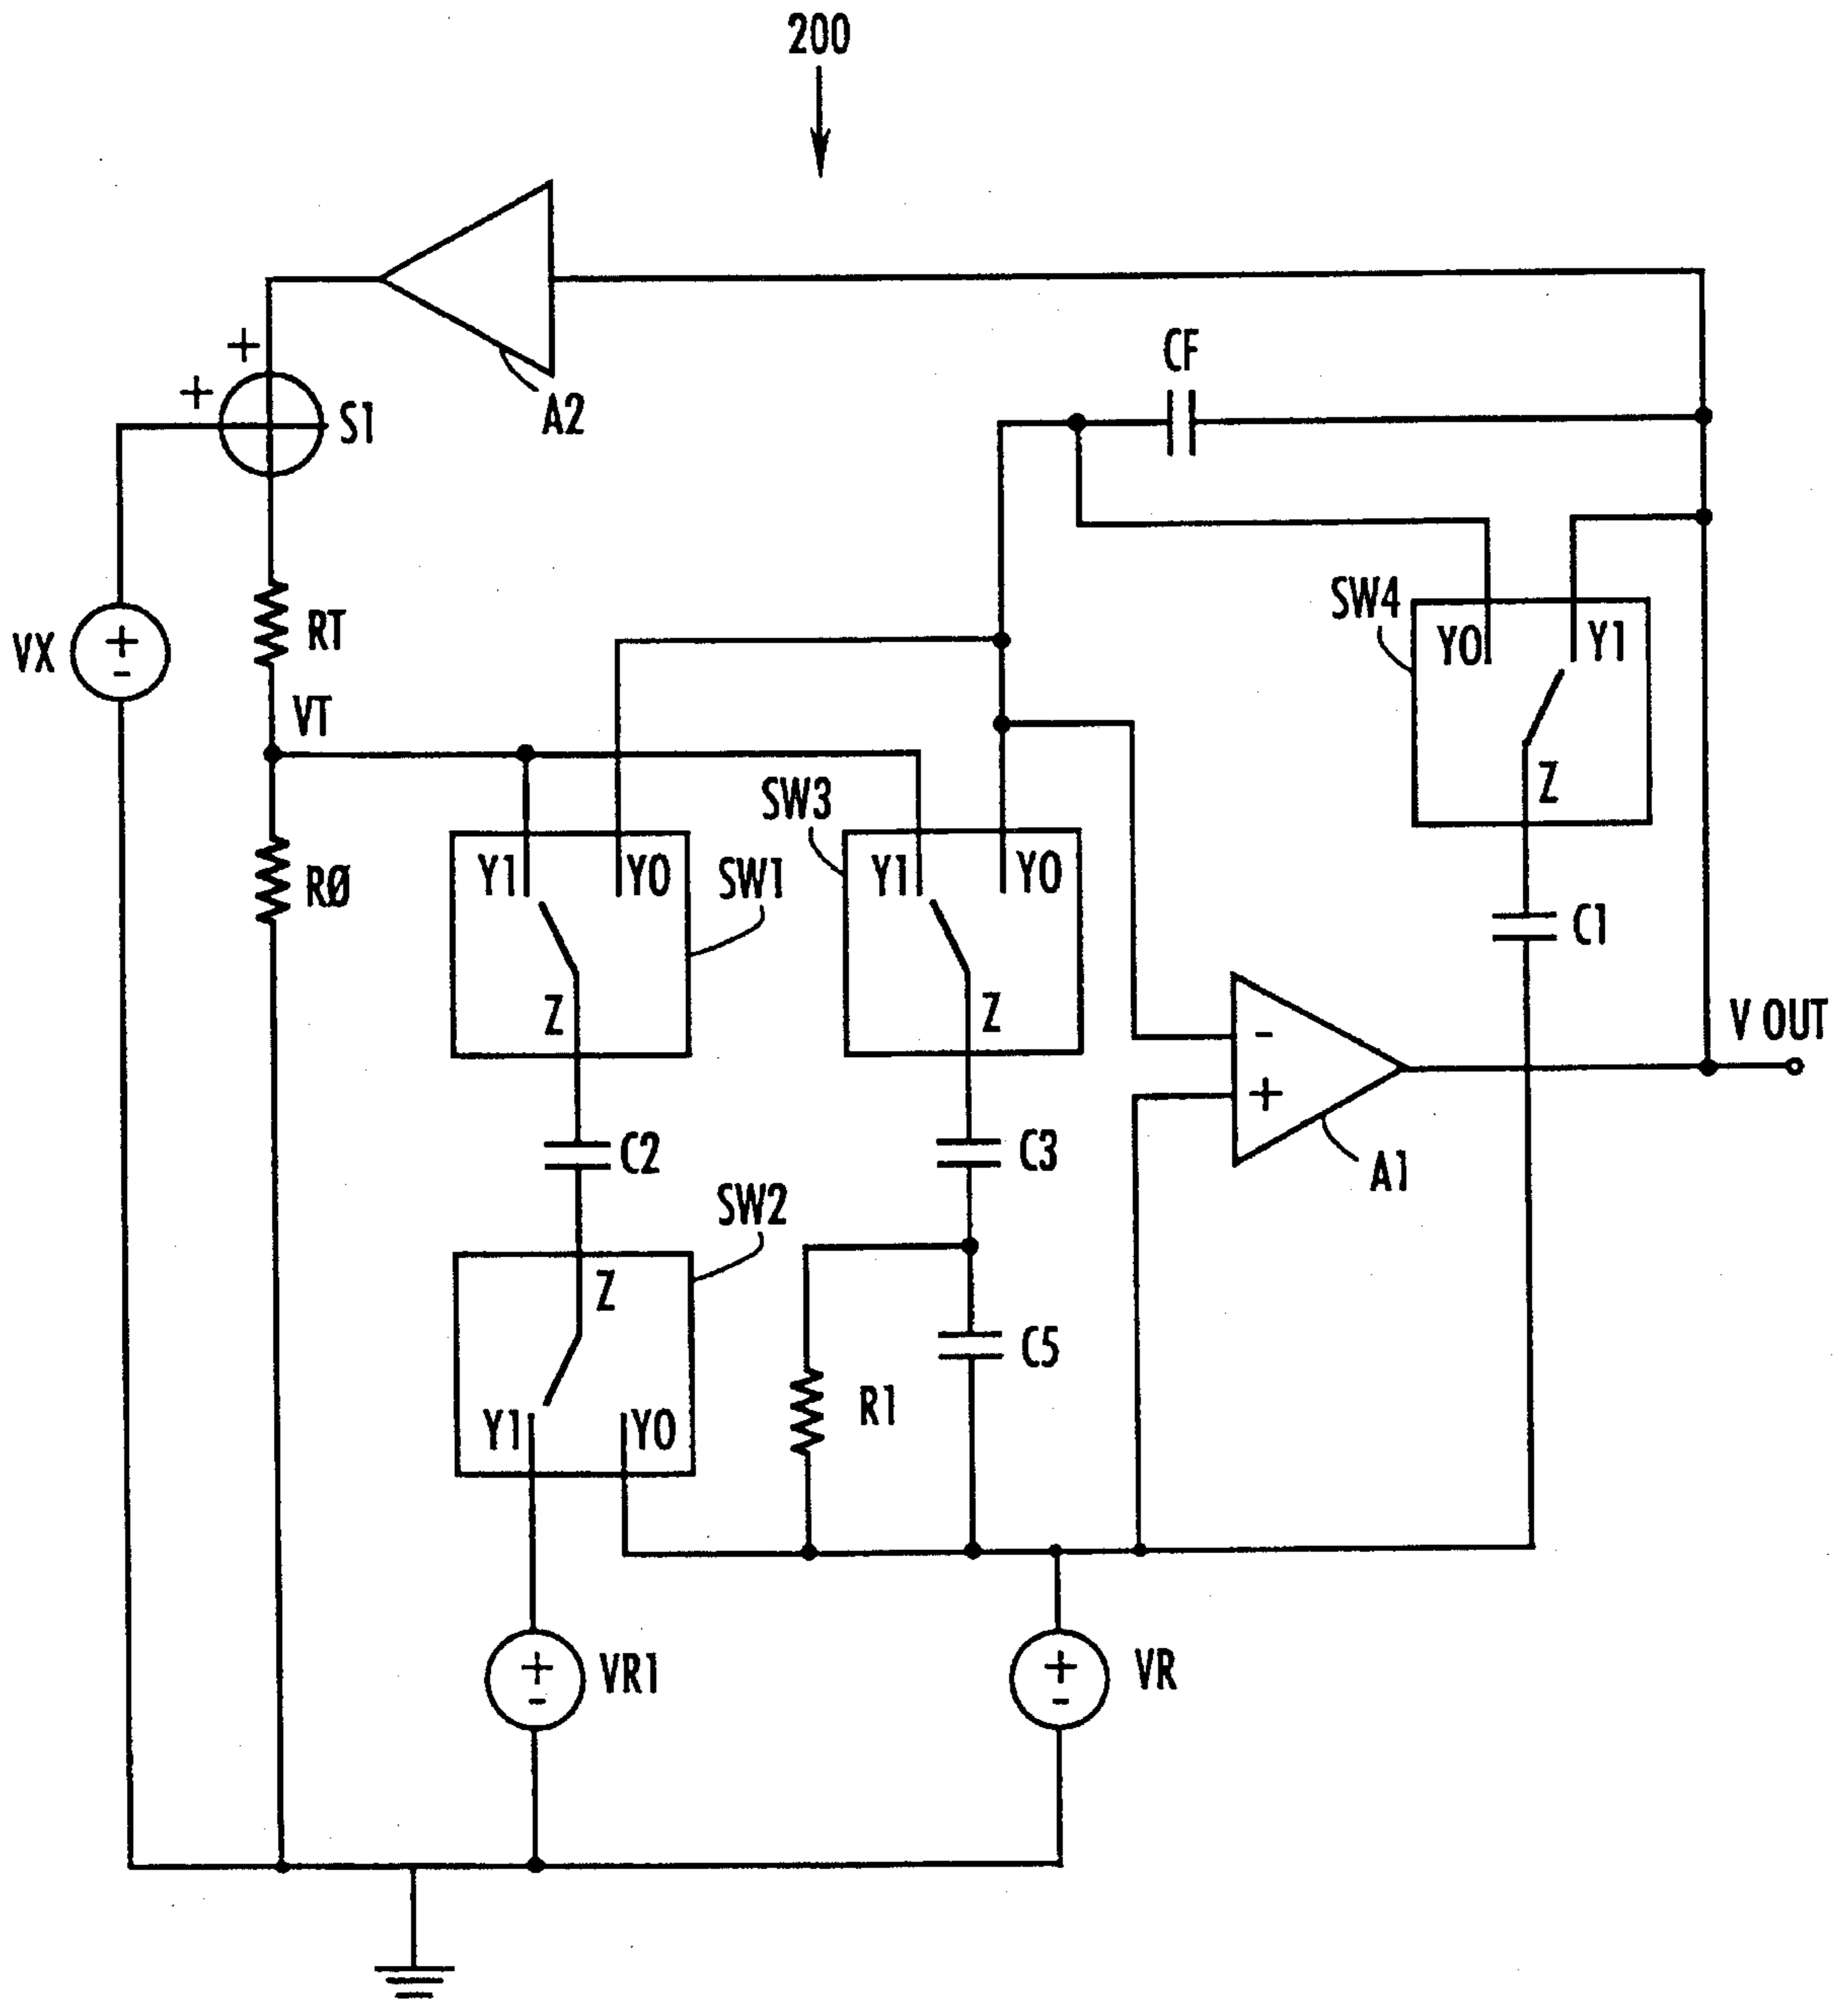 200
+
+
S1
A2
CF
VX
+
-
RT
VT
SW4
Y0
Y1
Z
C1
RØ
Y1
Y0
Z
SW1
SW3
Y1
Y0
Z
-
+
A1
V OUT
C2
C3
SW2
Z
Y1
Y0
R1
C5
+
-
VR1
+
-
VR